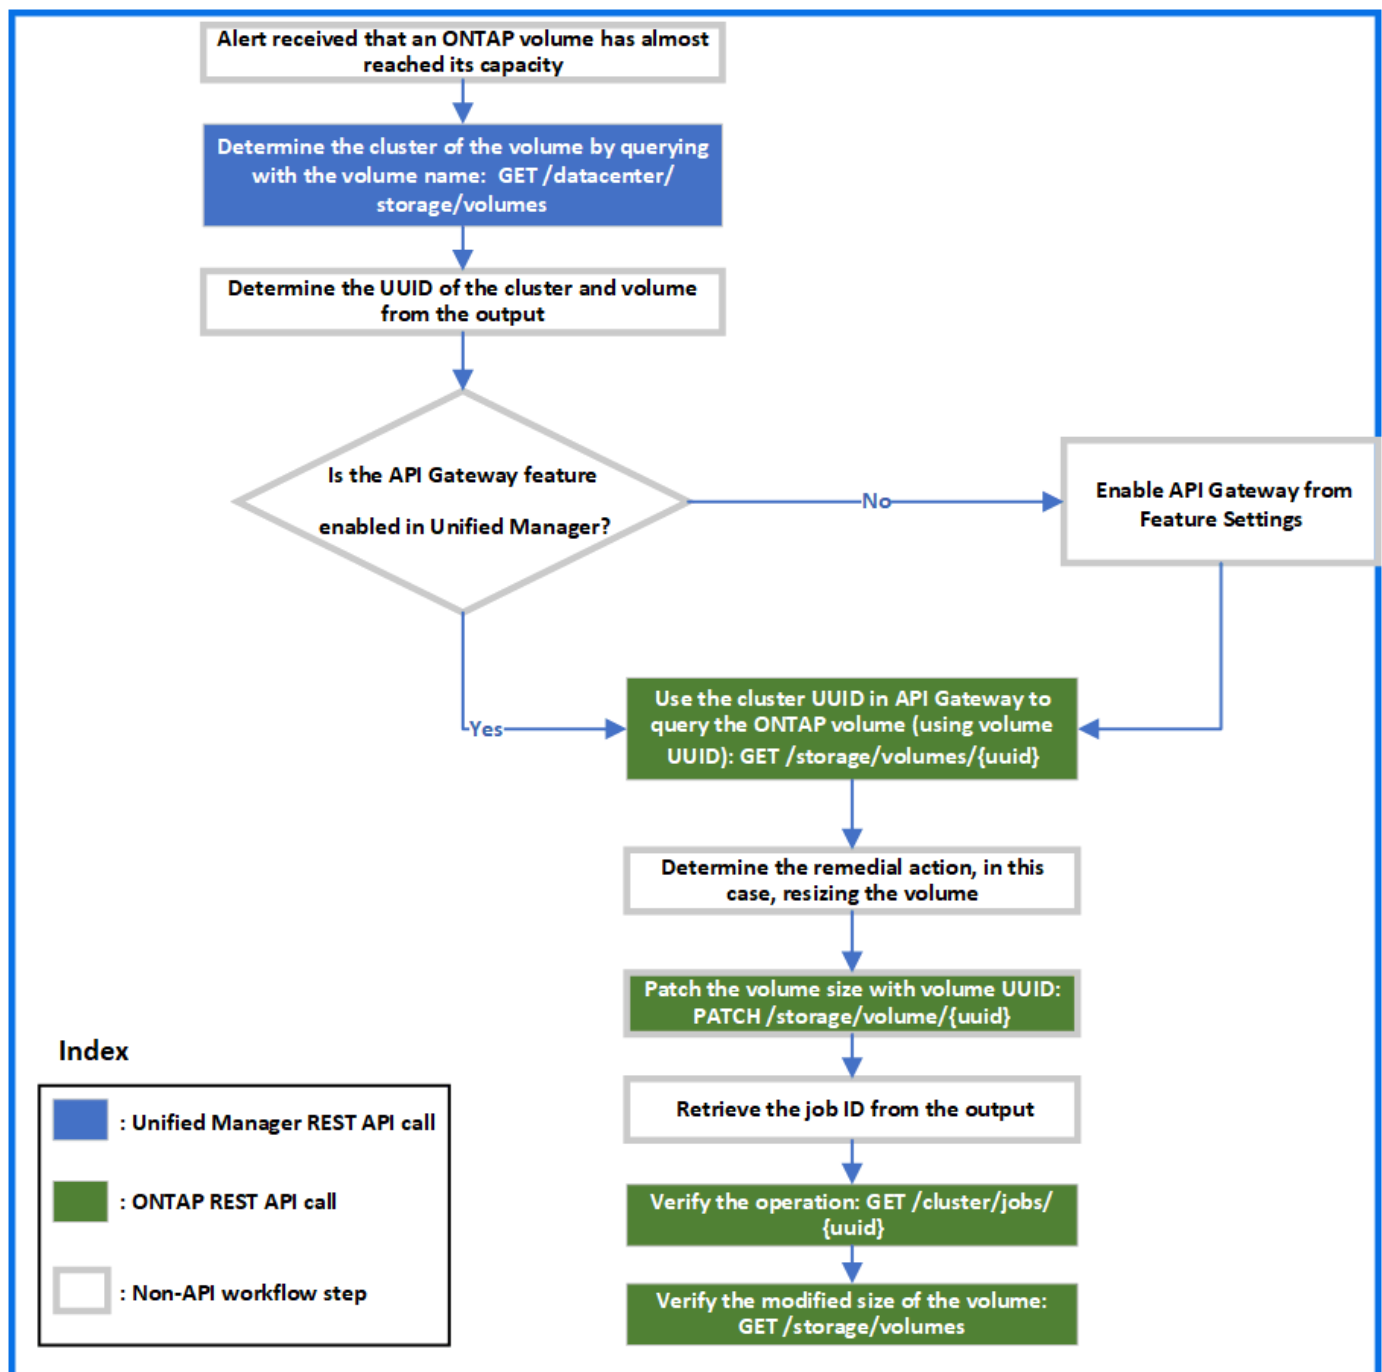 Alert received that an ONTAP volume has almost
reached its capacity
Determine the cluster of the volume by querying
with the volume name:  GET /datacenter/
storage/volumes
Determine the UUID of the cluster and volume
from the output
Is the API Gateway feature
enabled in Unified Manager?
No
Enable API Gateway from
Feature Settings
Yes
Use the cluster UUID in API Gateway to
query the ONTAP volume (using volume
UUID): GET /storage/volumes/{uuid}
Determine the remedial action, in this
case, resizing the volume
Patch the volume size with volume UUID:
PATCH /storage/volume/{uuid}
Retrieve the job ID from the output
Verify the operation: GET /cluster/jobs/
{uuid}
Verify the modified size of the volume:
GET /storage/volumes
Index
: Unified Manager REST API call
: ONTAP REST API call
: Non-API workflow step